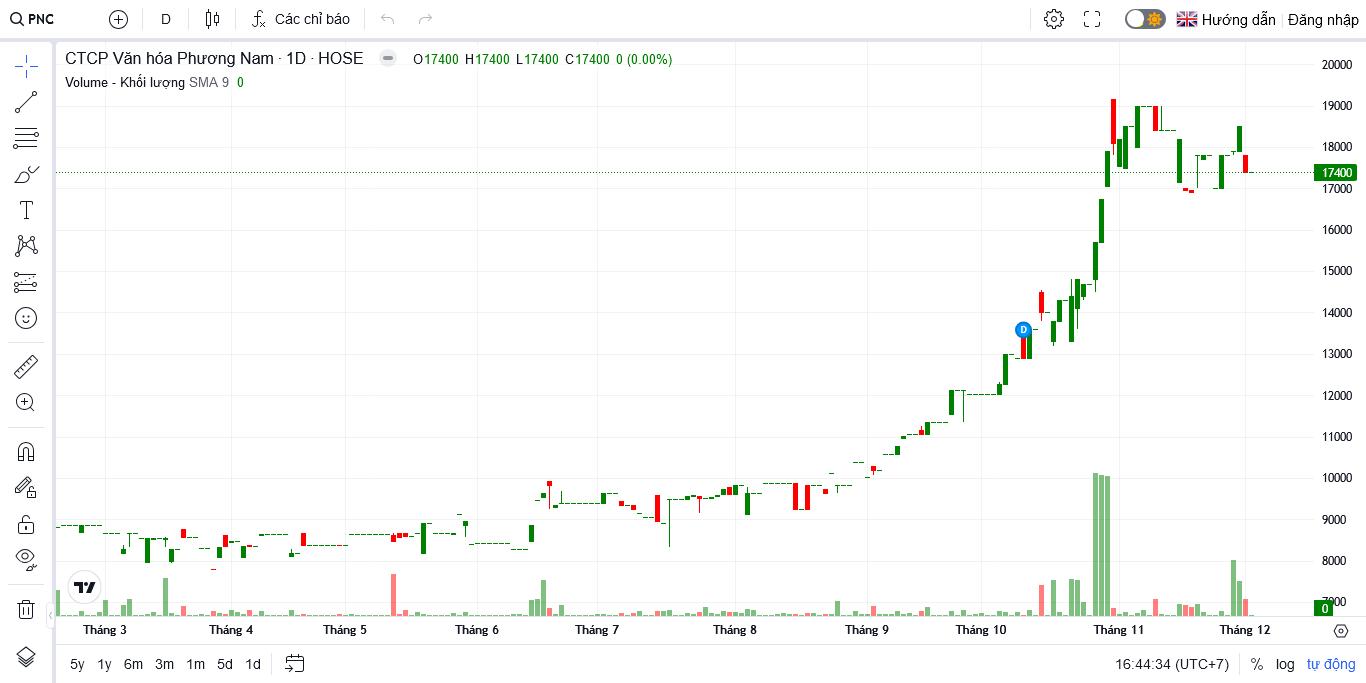 PNC D Các chỉ báo Hướng dẫn Đăng nhập
CTCP Văn hóa Phương Nam · 1D · HOSE O17400 H17400 L17400 C17400 0 (0.00%)
Volume - Khối lượng SMA 9 0
20000
19000
18000
17400
17000
16000
15000
14000
D
13000
12000
11000
10000
9000
8000
7000
0
Tháng 3 Tháng 4 Tháng 5 Tháng 6 Tháng 7 Tháng 8 Tháng 9 Tháng 10 Tháng 11 Tháng 12
5y 1y 6m 3m 1m 5d 1d 16:44:34 (UTC+7) % log tự động